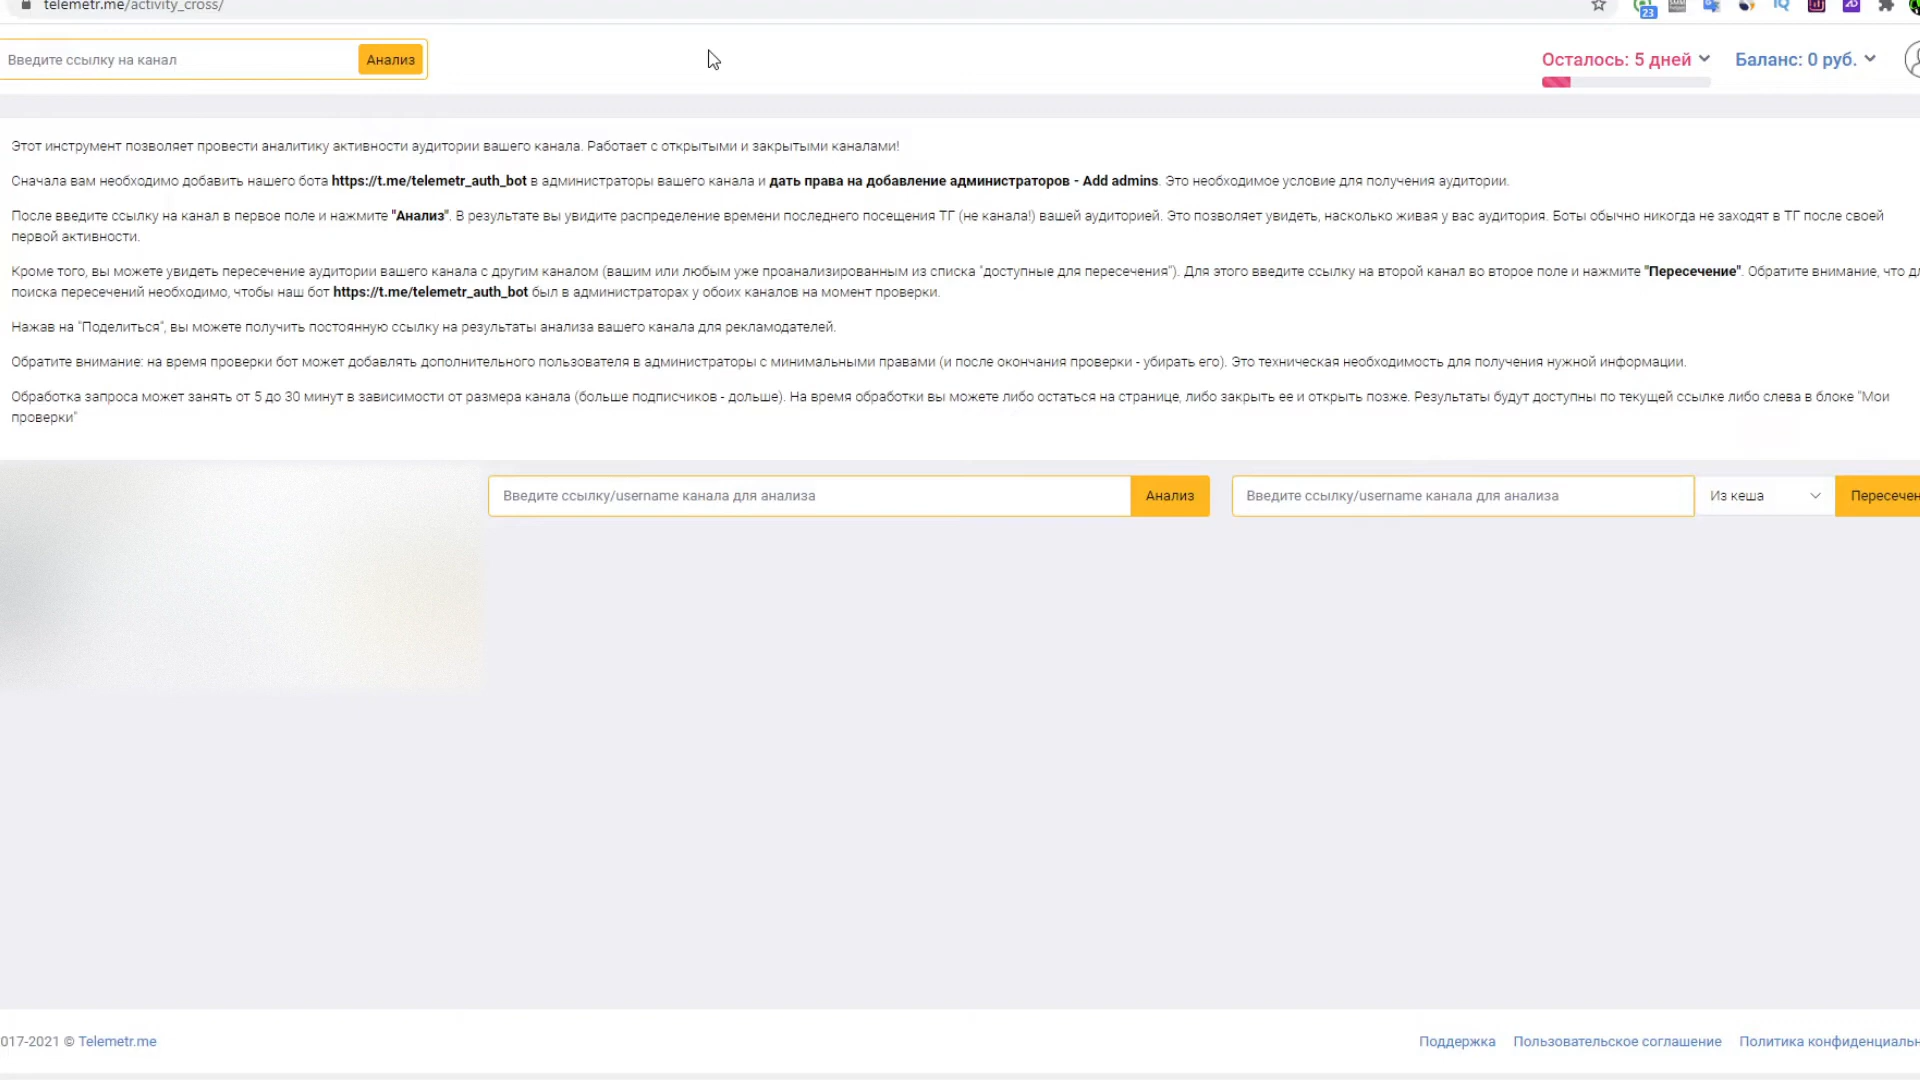 telemetr.me/activity_cross/
23
Введите ссылку на канал
Анализ
Осталось: 5 дней
Баланс: 0 руб.
Этот инструмент позволяет провести аналитику активности аудитории вашего канала. Работает с открытыми и закрытыми каналами!
Сначала вам необходимо добавить нашего бота https://t.me/telemetr_auth_bot в администраторы вашего канала и дать права на добавление администраторов - Add admins. Это необходимое условие для получения аудитории.
После введите ссылку на канал в первое поле и нажмите "Анализ". В результате вы увидите распределение времени последнего посещения ТГ (не канала!) вашей аудиторией. Это позволяет увидеть, насколько живая у вас аудитория. Боты обычно никогда не заходят в ТГ после своей
первой активности.
Кроме того, вы можете увидеть пересечение аудитории вашего канала с другим каналом (вашим или любым уже проанализированным из списка "доступные для пересечения"). Для этого введите ссылку на второй канал во второе поле и нажмите "Пересечение". Обратите внимание, что дл
поиска пересечений необходимо, чтобы наш бот https://t.me/telemetr_auth_bot был в администраторах у обоих каналов на момент проверки.
Нажав на "Поделиться", вы можете получить постоянную ссылку на результаты анализа вашего канала для рекламодателей.
Обратите внимание: на время проверки бот может добавлять дополнительного пользователя в администраторы с минимальными правами (и после окончания проверки - убирать его). Это техническая необходимость для получения нужной информации.
Обработка запроса может занять от 5 до 30 минут в зависимости от размера канала (больше подписчиков - дольше). На время обработки вы можете либо остаться на странице, либо закрыть ее и открыть позже. Результаты будут доступны по текущей ссылке либо слева в блоке "Мои
проверки"
Введите ссылку/username канала для анализа
Анализ
Введите ссылку/username канала для анализа
Из кеша
Пересечен
017-2021 © Telemetr.me
Поддержка
Пользовательское соглашение
Политика конфиденциальн